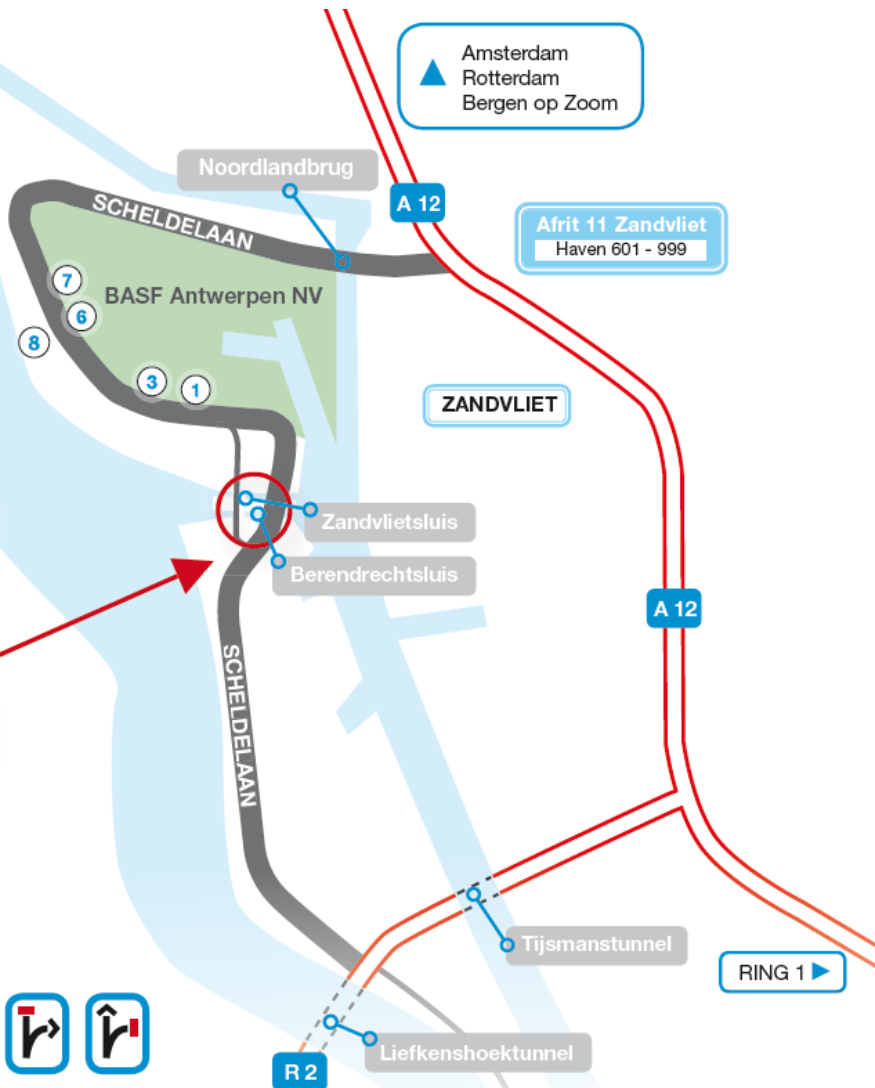 Amsterdam
Rotterdam
Bergen op Zoom
Noordlandbrug
A 12
SCHELDELAAN
Afrit 11 Zandvliet
Haven 601 - 999
7
BASF Antwerpen NV
6
8
3
1
ZANDVLIET
Zandvlietsluis
Berendrechtsluis
A 12
SCHELDELAAN
Tijsmanstunnel
RING 1
Liefkenshoektunnel
R 2